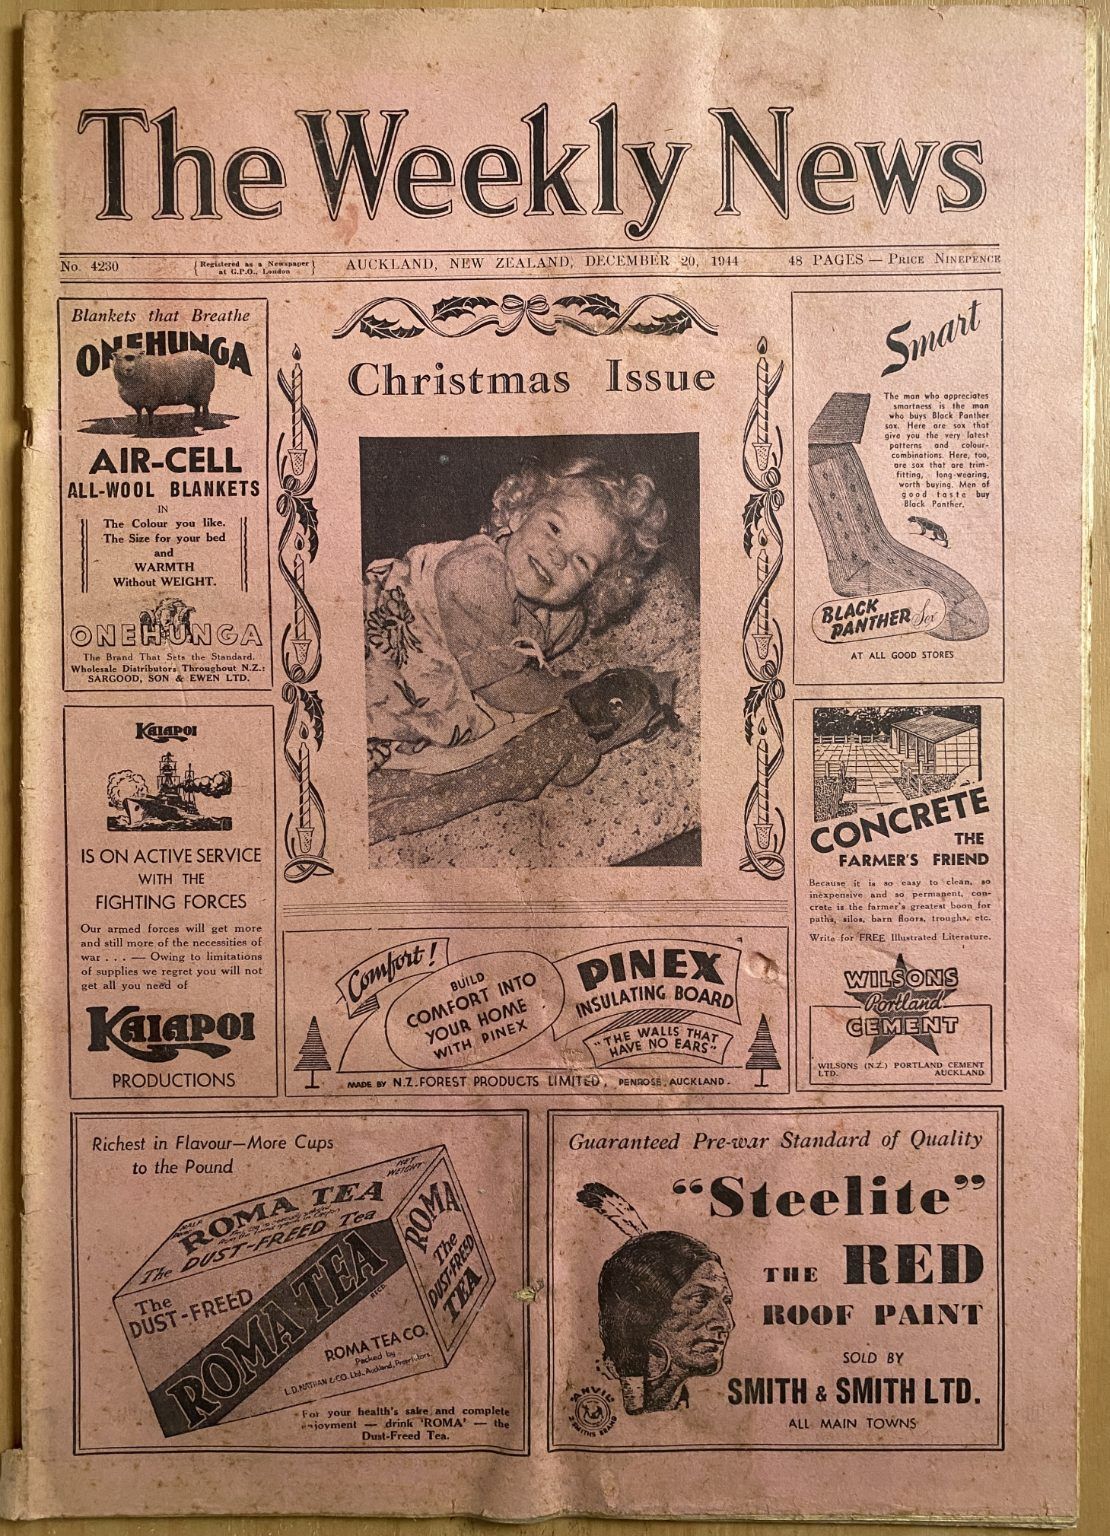 The Weekly News
No. 4230
Registered as a Newspaper
at G.P.O., London
AUCKLAND, NEW ZEALAND, DECEMBER 20, 1944
48 PAGES — PRICE NINEPENCE
Blankets that Breathe
ONEHUNGA
AIR-CELL
ALL-WOOL BLANKETS
IN
The Colour you like.
The Size for your bed
and
WARMTH
Without WEIGHT.
ONEHUNGA
The Brand That Sets the Standard.
Wholesale Distributors Throughout N.Z.:
SARGOOD, SON & EWEN LTD.
Kaiapoi
IS ON ACTIVE SERVICE
WITH THE
FIGHTING FORCES
Our armed forces will get more
and still more of the necessities of
war . . . — Owing to limitations
of supplies we regret you will not
get all you need of
KAIAPOI
PRODUCTIONS
Christmas Issue
Comfort!
BUILD
COMFORT INTO
YOUR HOME
WITH PINEX
PINEX
INSULATING BOARD
"THE WALLS THAT
HAVE NO EARS"
MADE BY N.Z. FOREST PRODUCTS LIMITED, PENROSE, AUCKLAND.
Smart
The man who appreciates
smartness is the man
who buys Black Panther
sox. Here are sox that
give you the very latest
patterns and colour-
combinations. Here, too,
are sox that are trim-
fitting, long-wearing,
worth buying. Men of
good taste buy
Black Panther.
BLACK
PANTHER Sox
AT ALL GOOD STORES
CONCRETE
THE
FARMER'S FRIEND
Because it is so easy to clean, so
inexpensive and so permanent, con-
crete is the farmer's greatest boon for
paths, silos, barn floors, troughs, etc.
Write for FREE Illustrated Literature.
WILSONS
Portland
CEMENT
WILSONS (N.Z.) PORTLAND CEMENT
LTD. AUCKLAND
Richest in Flavour—More Cups
to the Pound
HALF
NET
WEIGHT
ROMA TEA
The DUST-FREED Tea
The
DUST-FREED
ROMA TEA
ROMA
The
DUST-FREED
TEA
ROMA TEA CO.
Packed by
L. D. NATHAN & CO. Ltd., Auckland, Proprietors.
For your health's sake and complete
enjoyment — drink 'ROMA' — the
Dust-Freed Tea.
Guaranteed Pre-war Standard of Quality
"Steelite"
THE RED
ROOF PAINT
SOLD BY
SMITH & SMITH LTD.
ALL MAIN TOWNS
ANVIL
2 SMITHS BRAND